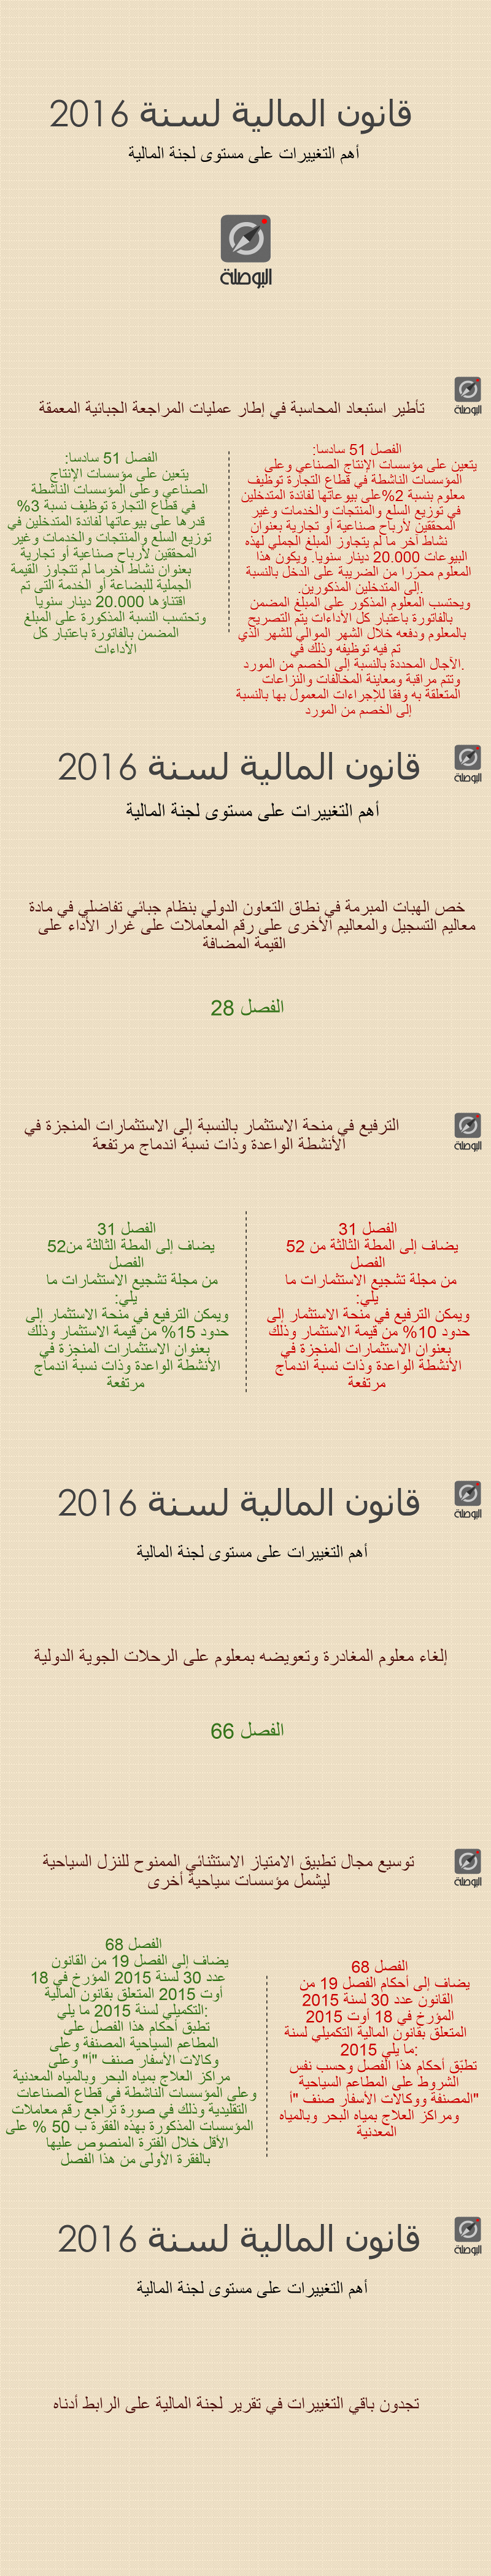 قانون المالية لسنة 2016
أهم التغييرات على مستوى لجنة المالية
البوصلة
البوصلة
تأطير استبعاد المحاسبة في إطار عمليات المراجعة الجبائية المعمقة
الفصل 51 سادسا:
يتعين على مؤسسات الإنتاج الصناعي وعلى
المؤسسات الناشطة في قطاع التجارة توظيف
معلوم بنسبة 2%على بيوعاتها لفائدة المتدخلين
في توزيع السلع والمنتجات والخدمات وغير
المحققين لأرباح صناعية أو تجارية بعنوان
نشاط آخر ما لم يتجاوز المبلغ الجملي لهذه
البيوعات 20.000 دينار سنويا. ويكون هذا
المعلوم محرّرا من الضريبة على الدخل بالنسبة
.إلى المتدخلين المذكورين.
ويحتسب المعلوم المذكور على المبلغ المضمن
بالفاتورة باعتبار كل الأداءات يتم التصريح
بالمعلوم ودفعه خلال الشهر الموالي للشهر الذي
تم فيه توظيفه وذلك في
.الآجال المحددة بالنسبة إلى الخصم من المورد
وتتم مراقبة ومعاينة المخالفات والنزاعات
المتعلقة به وفقا للإجراءات المعمول بها بالنسبة
إلى الخصم من المورد
الفصل 51 سادسا:
يتعين على مؤسسات الإنتاج
الصناعي وعلى المؤسسات الناشطة
في قطاع التجارة توظيف نسبة 3%
قدرها على بيوعاتها لفائدة المتدخلين في
توزيع السلع والمنتجات والخدمات وغير
المحققين لأرباح صناعية أو تجارية
بعنوان نشاط آخرما لم تتجاوز القيمة
الجملية للبضاعة أو الخدمة التي تم
اقتناؤها 20.000 دينار سنويا
وتحتسب النسبة المذكورة على المبلغ
المضمن بالفاتورة باعتبار كل
الأداءات
البوصلة
قانون المالية لسنة 2016
أهم التغييرات على مستوى لجنة المالية
خص الهبات المبرمة في نطاق التعاون الدولي بنظام جبائي تفاضلي في مادة
معاليم التسجيل والمعاليم الأخرى على رقم المعاملات على غرار الأداء على
القيمة المضافة
الفصل 28
البوصلة
الترفيع في منحة الاستثمار بالنسبة إلى الاستثمارات المنجزة في
الأنشطة الواعدة وذات نسبة اندماج مرتفعة
الفصل 31
يضاف إلى المطة الثالثة من 52
الفصل
من مجلة تشجيع الاستثمارات ما
يلي:
ويمكن الترفيع في منحة الاستثمار إلى
حدود 10% من قيمة الاستثمار وذلك
بعنوان الاستثمارات المنجزة في
الأنشطة الواعدة وذات نسبة اندماج
مرتفعة
الفصل 31
يضاف إلى المطة الثالثة من52
الفصل
من مجلة تشجيع الاستثمارات ما
يلي:
ويمكن الترفيع في منحة الاستثمار إلى
حدود 15% من قيمة الاستثمار وذلك
بعنوان الاستثمارات المنجزة في
الأنشطة الواعدة وذات نسبة اندماج
مرتفعة
البوصلة
قانون المالية لسنة 2016
أهم التغييرات على مستوى لجنة المالية
إلغاء معلوم المغادرة وتعويضه بمعلوم على الرحلات الجوية الدولية
الفصل 66
البوصلة
توسيع مجال تطبيق الامتياز الاستثنائي الممنوح للنزل السياحية
ليشمل مؤسسات سياحية أخرى
الفصل 68
يضاف إلى أحكام الفصل 19 من
القانون عدد 30 لسنة 2015
المؤرخ في 18 أوت 2015
المتعلق بقانون المالية التكميلي لسنة
:ما يلي 2015
تطبّق أحكام هذا الفصل وحسب نفس
الشروط على المطاعم السياحية
"المصنفة ووكالات الأسفار صنف "أ
ومراكز العلاج بمياه البحر وبالمياه
المعدنية
الفصل 68
يضاف إلى الفصل 19 من القانون
عدد 30 لسنة 2015 المؤرخ في 18
أوت 2015 المتعلق بقانون المالية
:التكميلي لسنة 2015 ما يلي
تطبق أحكام هذا الفصل على
المطاعم السياحية المصنفة وعلى
وكالات الأسفار صنف "أ" وعلى
مراكز العلاج بمياه البحر وبالمياه المعدنية
وعلى المؤسسات الناشطة في قطاع الصناعات
التقليدية وذلك في صورة تراجع رقم معاملات
المؤسسات المذكورة بهذه الفقرة ب 50 % على
الأقل خلال الفترة المنصوص عليها
بالفقرة الأولى من هذا الفصل
البوصلة
قانون المالية لسنة 2016
أهم التغييرات على مستوى لجنة المالية
تجدون باقي التغييرات في تقرير لجنة المالية على الرابط أدناه